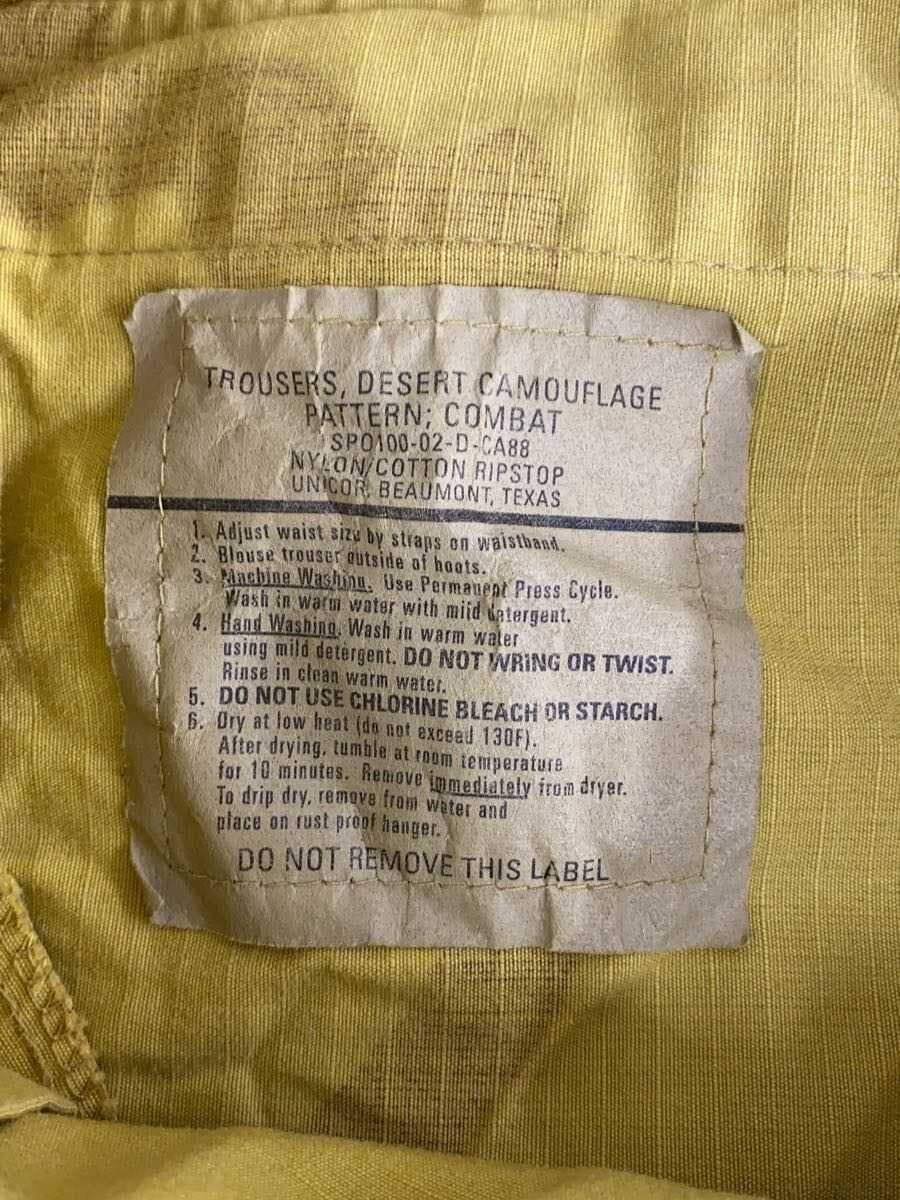 TROUSERS, DESERT CAMOUFLAGE
PATTERN; COMBAT
SPO100-02-D-CA88
NYLON/COTTON RIPSTOP
UNICOR, BEAUMONT, TEXAS
1. Adjust waist size by straps on waistband.
2. Blouse trouser outside of boots.
3. Machine Washing. Use Permanent Press Cycle.
Wash in warm water with mild detergent.
4. Hand Washing. Wash in warm water
using mild detergent. DO NOT WRING OR TWIST.
Rinse in clean warm water.
5. DO NOT USE CHLORINE BLEACH OR STARCH.
6. Dry at low heat (do not exceed 130F).
After drying, tumble at room temperature
for 10 minutes. Remove immediately from dryer.
To drip dry, remove from water and
place on rust proof hanger.
DO NOT REMOVE THIS LABEL